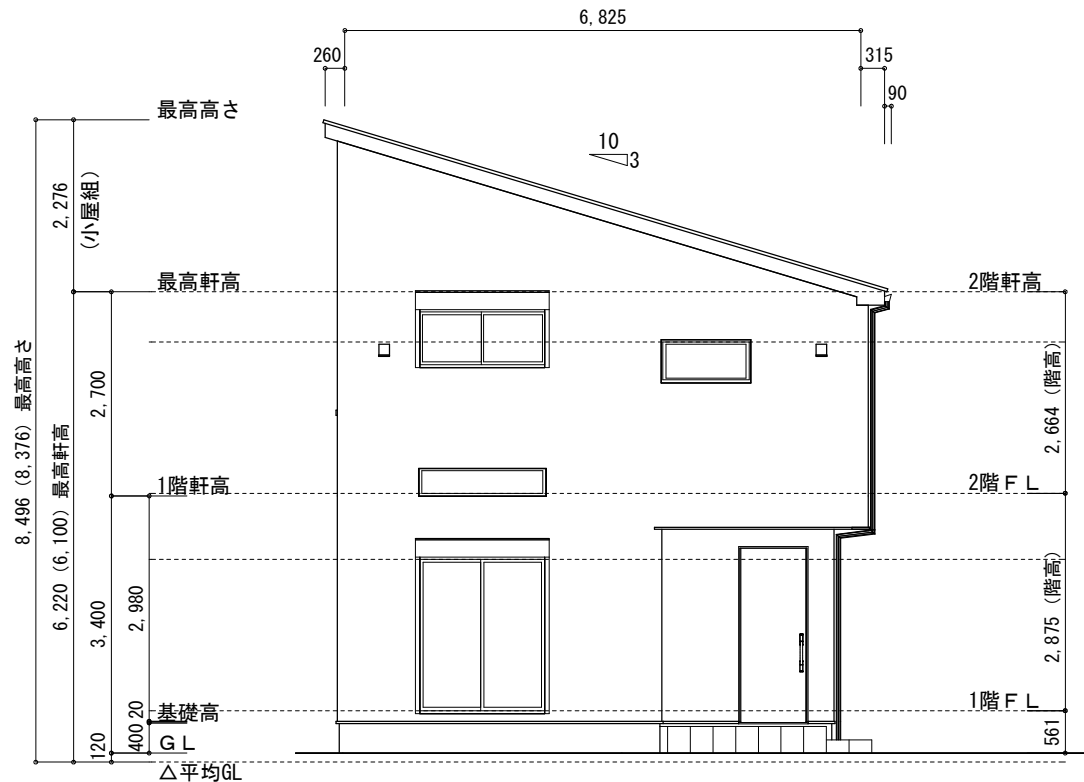 6,825
260
315
90
最高高さ
10
3
2,276
(小屋組)
最高軒高
2階軒高
8,496 (8,376) 最高高さ
6,220 (6,100) 最高軒高
2,700
2,664 (階高)
1階軒高
2階FL
3,400
2,980
2,875 (階高)
基礎高
1階FL
20
400
120
GL
561
△平均GL